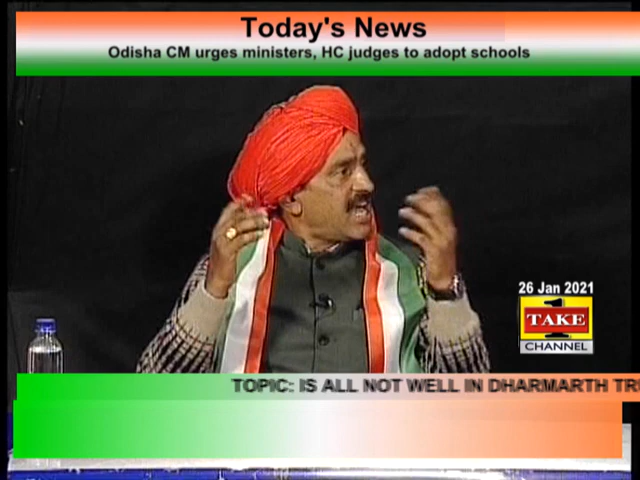 Today's News
Odisha CM urges ministers, HC judges to adopt schools
26 Jan 2021
1
TAKE
CHANNEL
TOPIC: IS ALL NOT WELL IN DHARMARTH